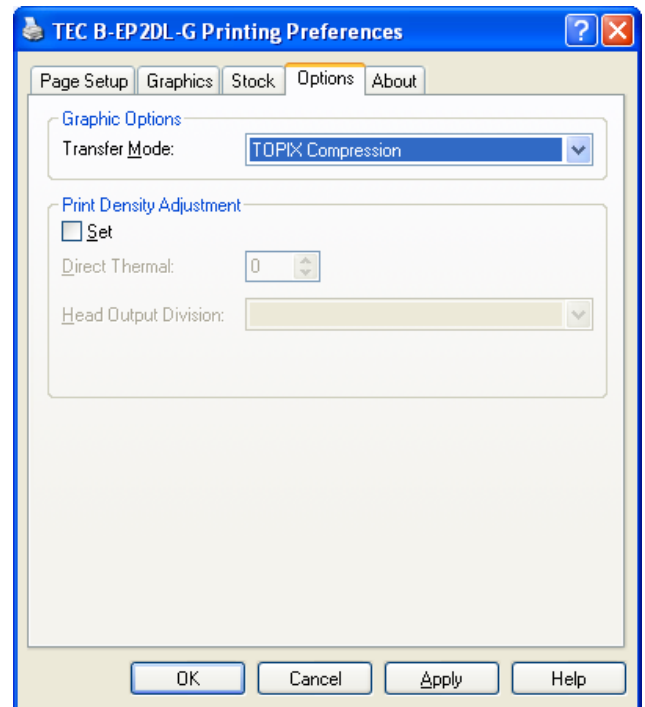 TEC B-EP2DL-G Printing Preferences
Page Setup Graphics Stock Options About
Graphic Options
Transfer Mode: TOPIX Compression
Print Density Adjustment
Set
Direct Thermal: 0
Head Output Division:
OK Cancel Apply Help